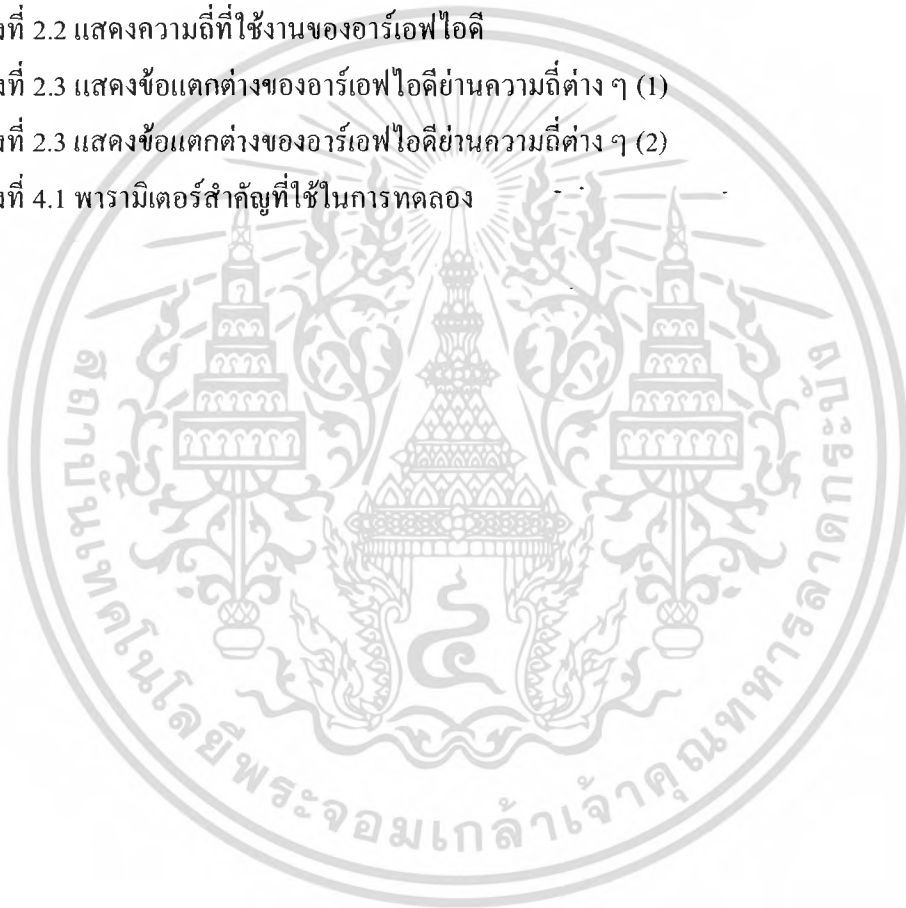 งที่ 2.2 แสดงความถี่ที่ใช้งานของอาร์เอฟไอดี
งที่ 2.3 แสดงข้อแตกต่างของอาร์เอฟไอดีย่านความถี่ต่าง ๆ (1)
งที่ 2.3 แสดงข้อแตกต่างของอาร์เอฟไอดีย่านความถี่ต่าง ๆ (2)
งที่ 4.1 พารามิเตอร์สำคัญที่ใช้ในการทดลอง
สถาบันเทคโนโลยีพระจอมเกล้าเจ้าคุณทหารลาดกระบัง